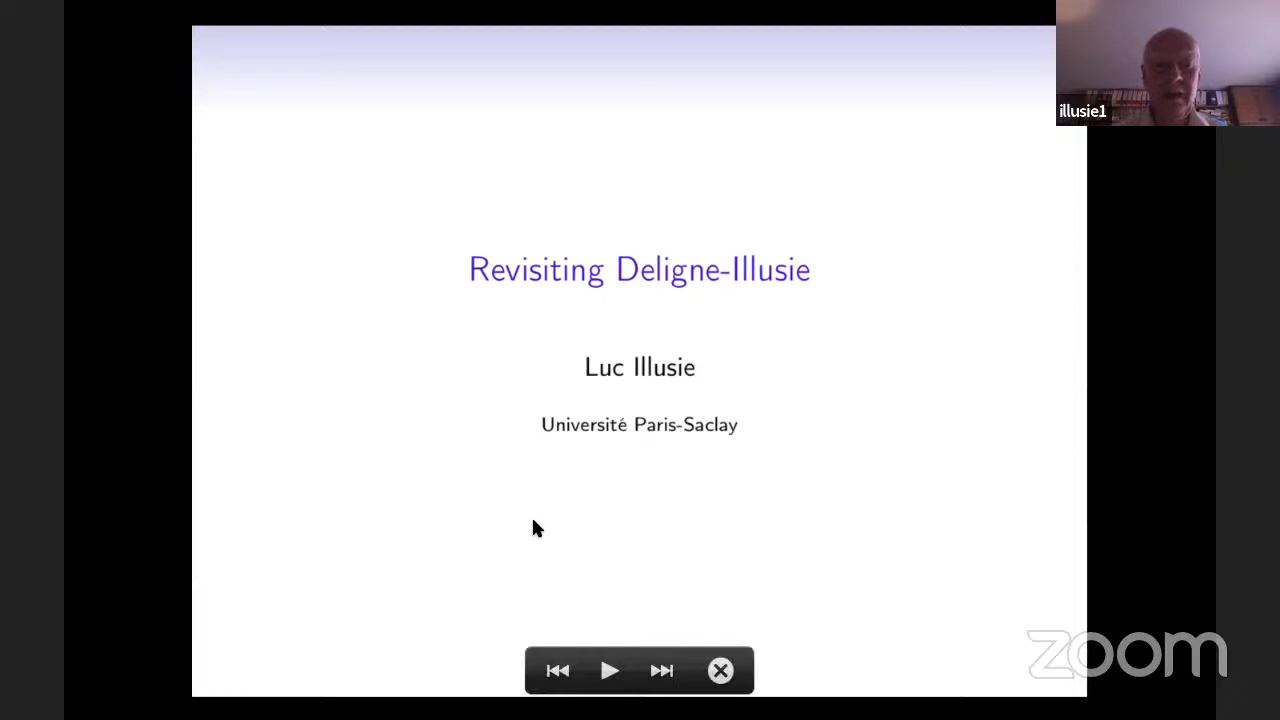 illusie1
Revisiting Deligne-Illusie
Luc Illusie
Université Paris-Saclay
zoom